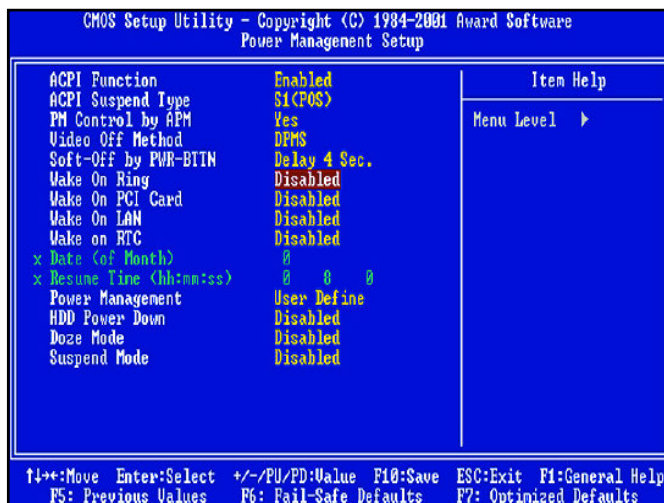 CMOS Setup Utility - Copyright (C) 1984-2001 Award Software
Power Management Setup
ACPI Function Enabled
ACPI Suspend Type S1(POS)
PM Control by APM Yes
Video Off Method DPMS
Soft-Off by PWR-BTTN Delay 4 Sec.
Wake On Ring Disabled
Wake On PCI Card Disabled
Wake On LAN Disabled
Wake on RTC Disabled
x Date (of Month) 0
x Resume Time (hh:mm:ss) 0 8 0
Power Management User Define
HDD Power Down Disabled
Doze Mode Disabled
Suspend Mode Disabled
Item Help
Menu Level ▶
↑↓→←:Move Enter:Select +/-/PU/PD:Value F10:Save ESC:Exit F1:General Help
F5: Previous Values F6: Fail-Safe Defaults F7: Optimized Defaults